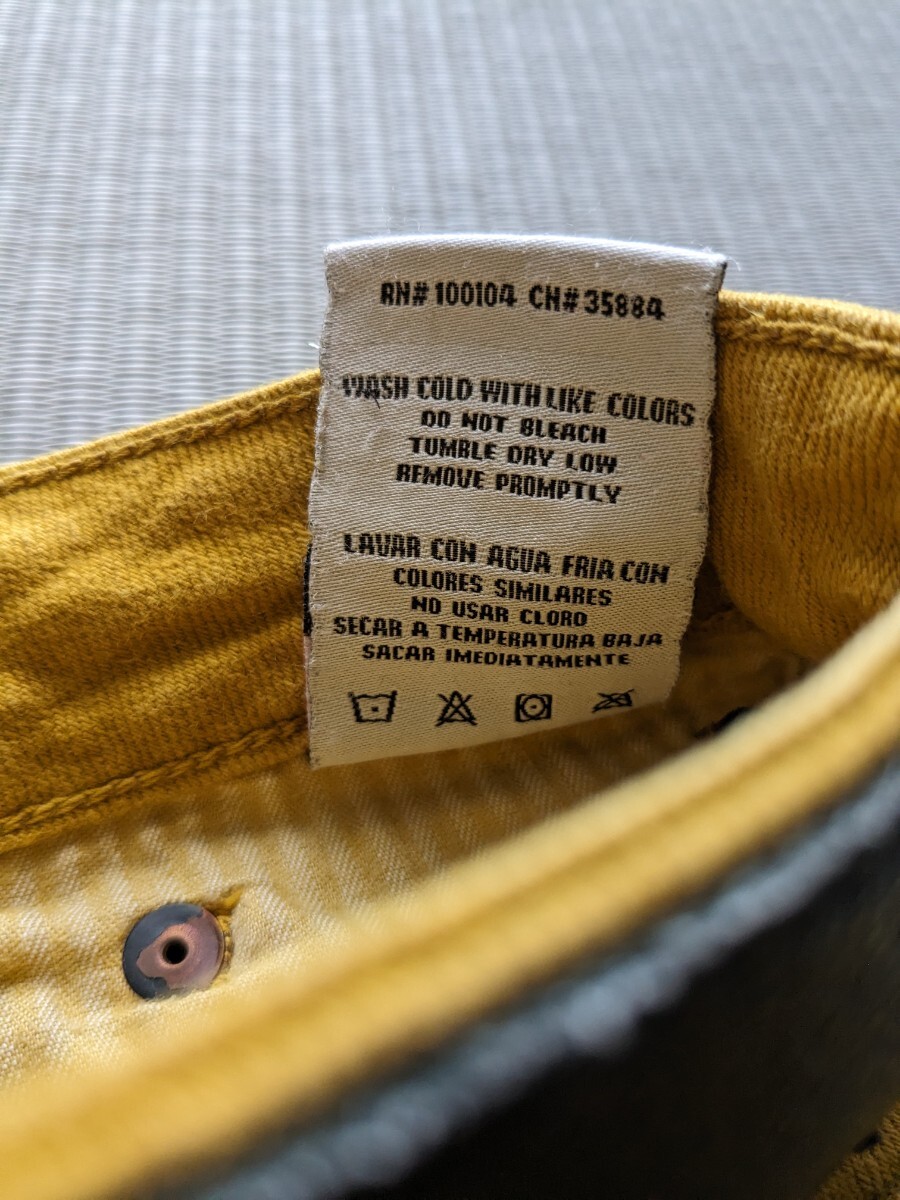 RN# 100104 CN# 35884
WASH COLD WITH LIKE COLORS
DO NOT BLEACH
TUMBLE DRY LOW
REMOVE PROMPTLY
LAVAR CON AGUA FRIA CON
COLORES SIMILARES
NO USAR CLORO
SECAR A TEMPERATURA BAJA
SACAR IMEDIATAMENTE